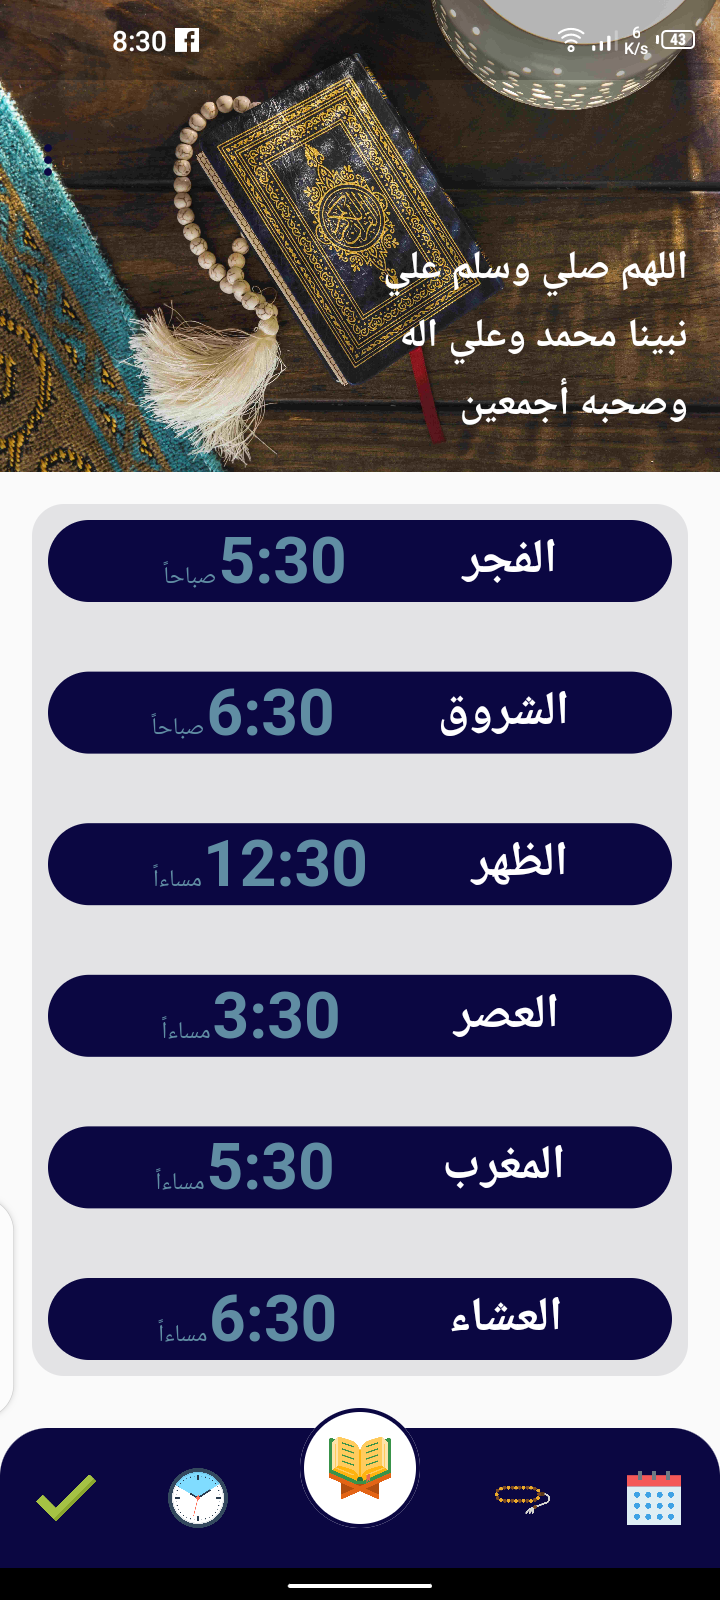 8:30
6
K/s
43
اللهم صلي وسلم علي
نبينا محمد وعلي اله
وصحبه أجمعين
الفجر 5:30 صباحاً
الشروق 6:30 صباحاً
الظهر 12:30 مساءاً
العصر 3:30 مساءاً
المغرب 5:30 مساءاً
العشاء 6:30 مساءاً